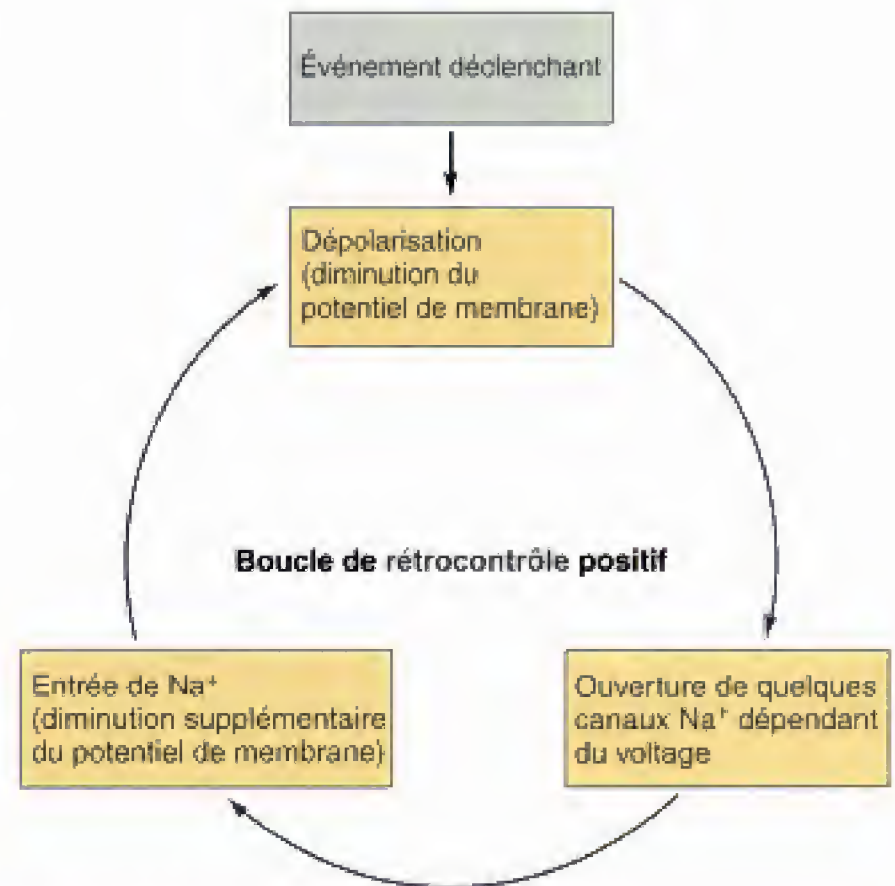 Événement déclenchant
Dépolarisation
(diminution du
potentiel de membrane)
Boucle de rétrocontrôle positif
Entrée de Na⁺
(diminution supplémentaire
du potentiel de membrane)
Ouverture de quelques
canaux Na⁺ dépendant
du voltage